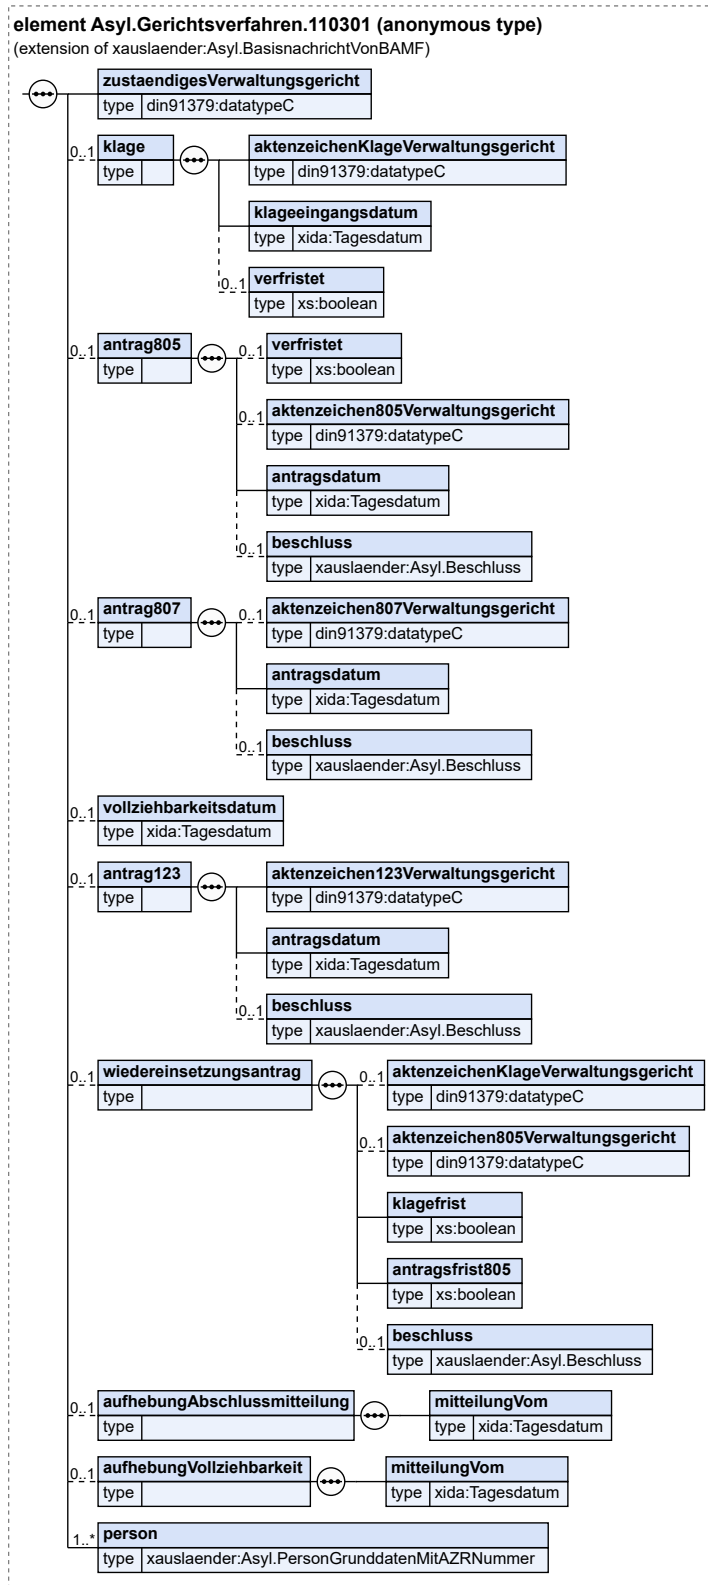 element Asyl.Gerichtsverfahren.110301 (anonymous type)
(extension of xauslaender:Asyl.BasisnachrichtVonBAMF)
zustaendigesVerwaltungsgericht
type din91379:datatypeC
0..1 klage
type
aktenzeichenKlageVerwaltungsgericht
type din91379:datatypeC
klageeingangsdatum
type xida:Tagesdatum
0..1 verfristet
type xs:boolean
0..1 antrag805
type
0..1 verfristet
type xs:boolean
0..1 aktenzeichen805Verwaltungsgericht
type din91379:datatypeC
antragsdatum
type xida:Tagesdatum
0..1 beschluss
type xauslaender:Asyl.Beschluss
0..1 antrag807
type
0..1 aktenzeichen807Verwaltungsgericht
type din91379:datatypeC
antragsdatum
type xida:Tagesdatum
0..1 beschluss
type xauslaender:Asyl.Beschluss
0..1 vollziehbarkeitsdatum
type xida:Tagesdatum
0..1 antrag123
type
aktenzeichen123Verwaltungsgericht
type din91379:datatypeC
antragsdatum
type xida:Tagesdatum
0..1 beschluss
type xauslaender:Asyl.Beschluss
0..1 wiedereinsetzungsantrag
type
0..1 aktenzeichenKlageVerwaltungsgericht
type din91379:datatypeC
0..1 aktenzeichen805Verwaltungsgericht
type din91379:datatypeC
klagefrist
type xs:boolean
antragsfrist805
type xs:boolean
0..1 beschluss
type xauslaender:Asyl.Beschluss
0..1 aufhebungAbschlussmitteilung
type
mitteilungVom
type xida:Tagesdatum
0..1 aufhebungVollziehbarkeit
type
mitteilungVom
type xida:Tagesdatum
1..* person
type xauslaender:Asyl.PersonGrunddatenMitAZRNummer